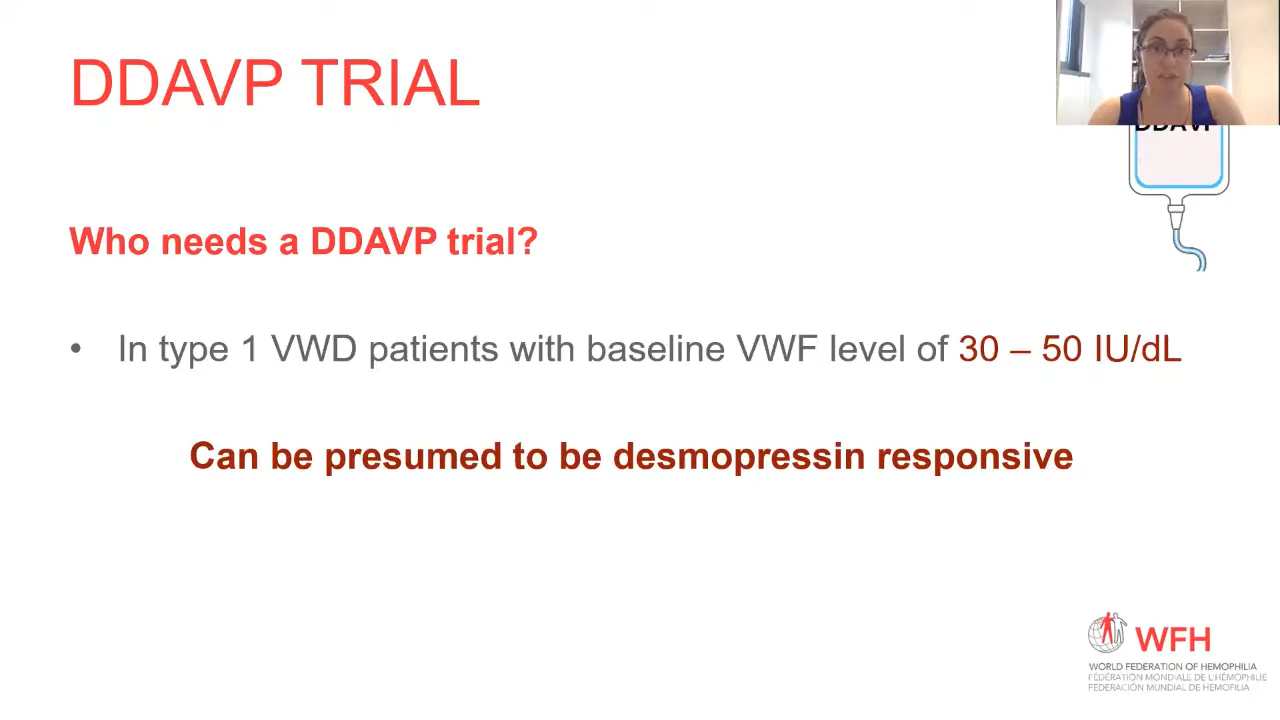 DDAVP TRIAL
DDAVP
Who needs a DDAVP trial?
• In type 1 VWD patients with baseline VWF level of 30 – 50 IU/dL
Can be presumed to be desmopressin responsive
WFH
WORLD FEDERATION OF HEMOPHILIA
FÉDÉRATION MONDIALE DE L'HÉMOPHILIE
FEDERACIÓN MUNDIAL DE HEMOFILIA